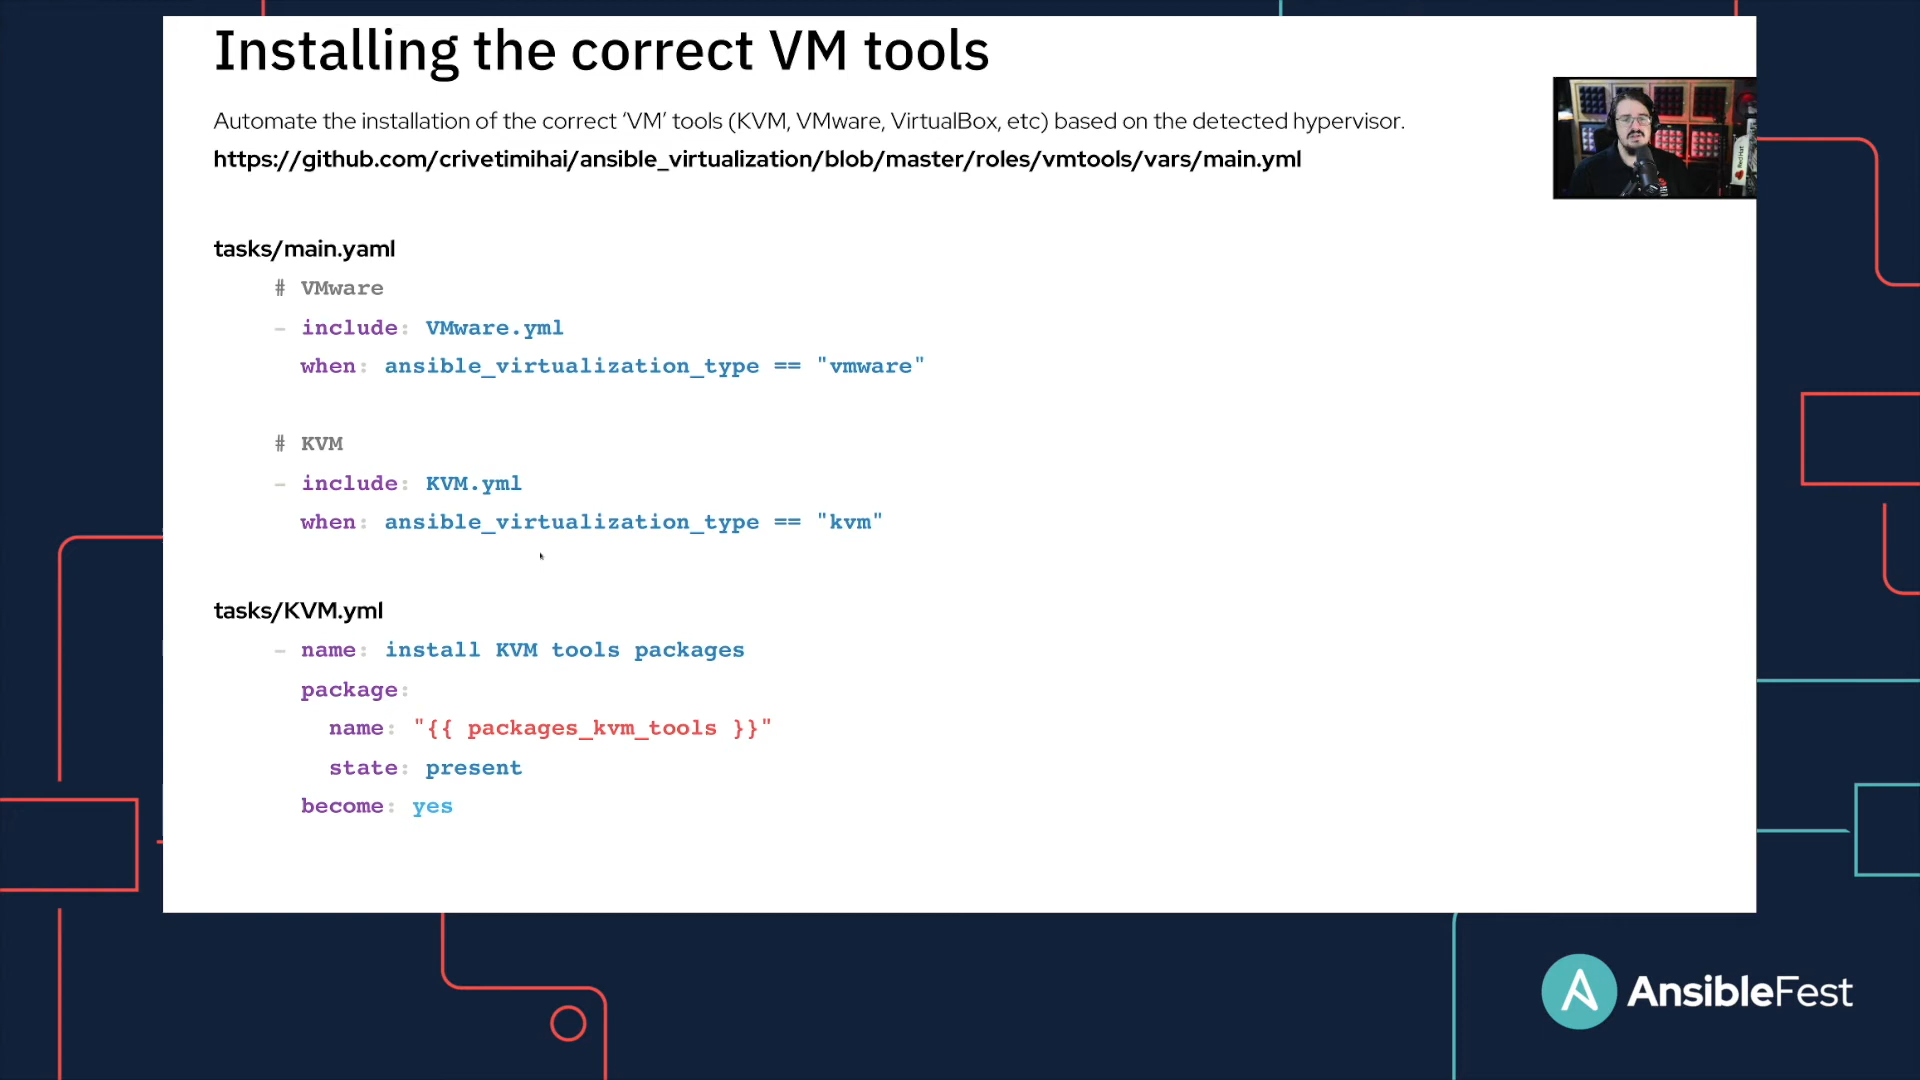 Installing the correct VM tools
Automate the installation of the correct ‘VM’ tools (KVM, VMware, VirtualBox, etc) based on the detected hypervisor.
https://github.com/crivetimihai/ansible_virtualization/blob/master/roles/vmtools/vars/main.yml
tasks/main.yaml
# VMware
- include: VMware.yml
when: ansible_virtualization_type == "vmware"
# KVM
- include: KVM.yml
when: ansible_virtualization_type == "kvm"
tasks/KVM.yml
- name: install KVM tools packages
package:
name: "{{ packages_kvm_tools }}"
state: present
become: yes
Red Hat
AnsibleFest